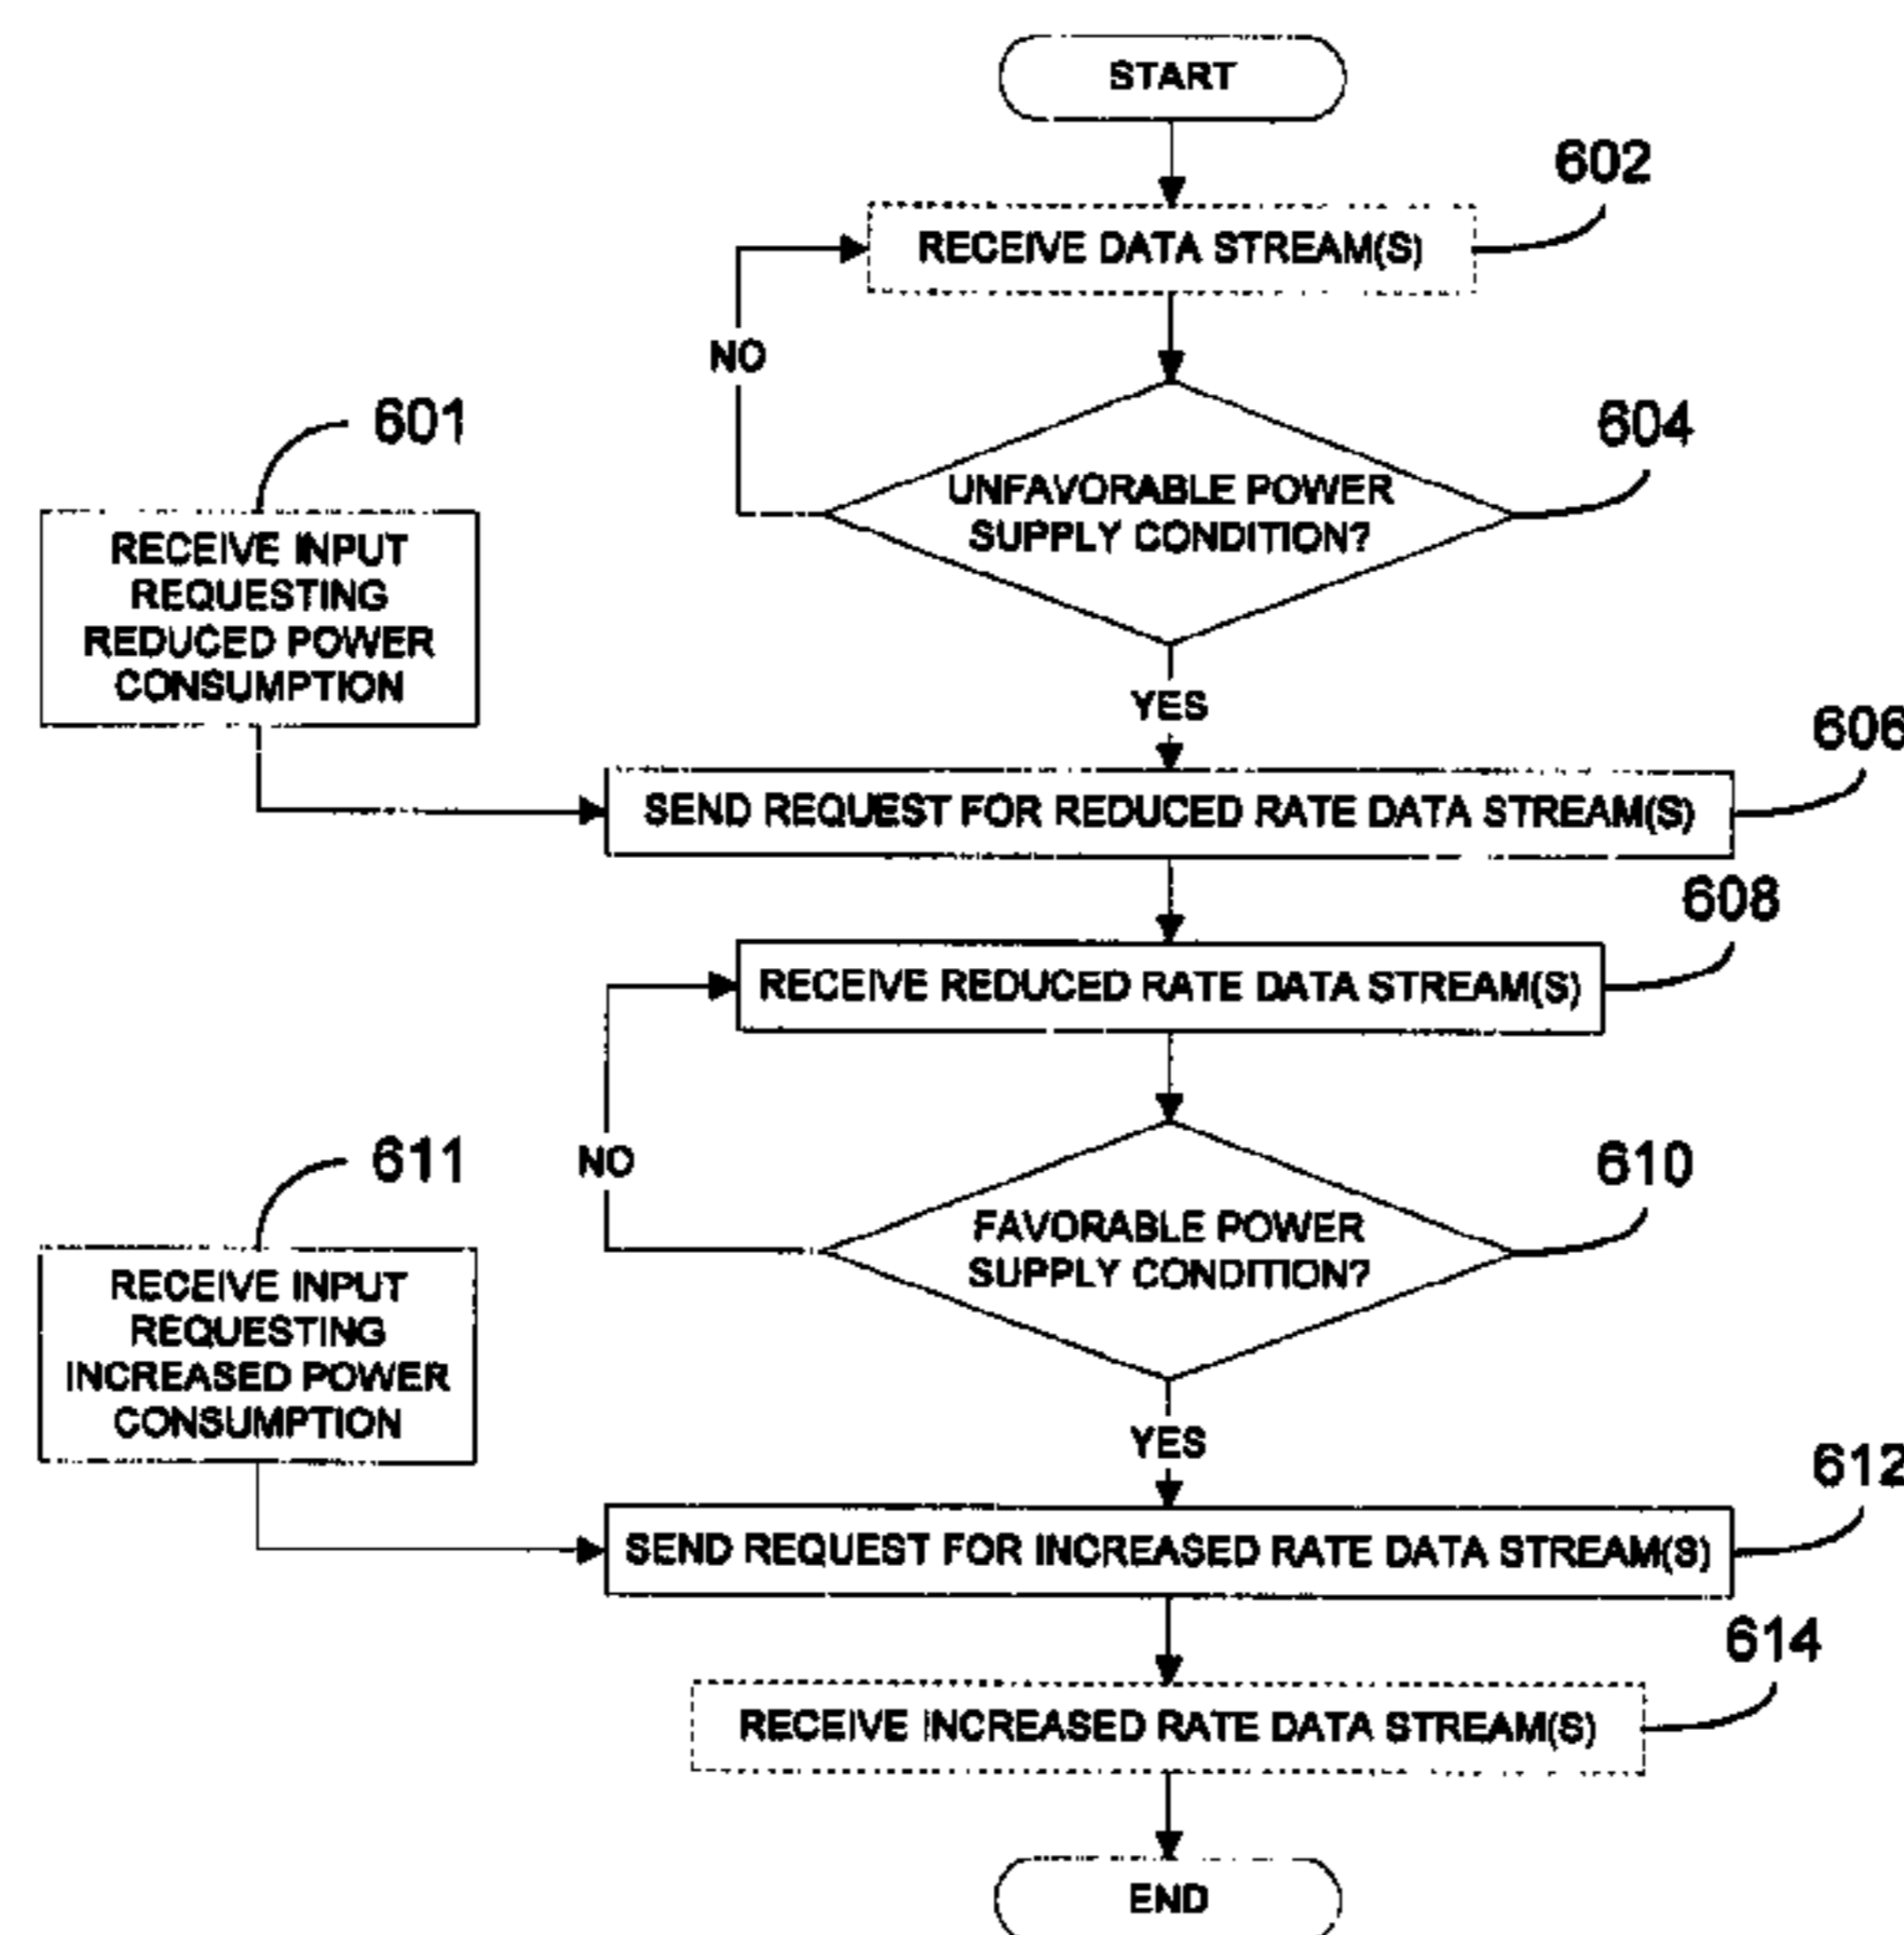 START
602
RECEIVE DATA STREAM(S)
NO
604
UNFAVORABLE POWER
SUPPLY CONDITION?
601
RECEIVE INPUT
REQUESTING
REDUCED POWER
CONSUMPTION
YES
606
SEND REQUEST FOR REDUCED RATE DATA STREAM(S)
608
RECEIVE REDUCED RATE DATA STREAM(S)
NO
610
FAVORABLE POWER
SUPPLY CONDITION?
611
RECEIVE INPUT
REQUESTING
INCREASED POWER
CONSUMPTION
YES
612
SEND REQUEST FOR INCREASED RATE DATA STREAM(S)
614
RECEIVE INCREASED RATE DATA STREAM(S)
END